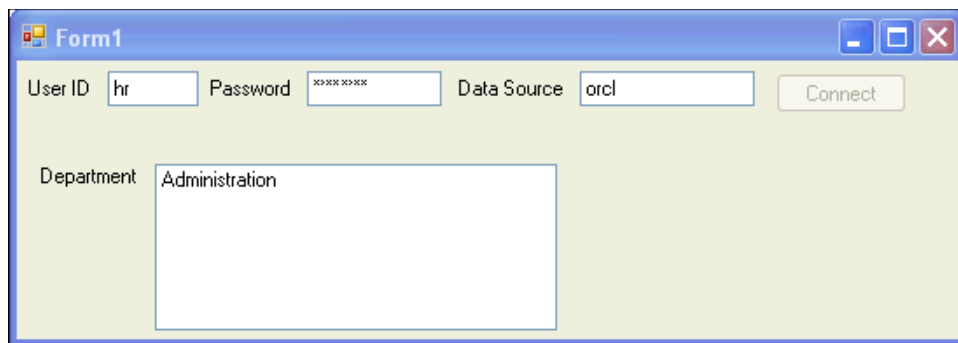 Form1
User ID hr Password ******** Data Source orcl Connect
Department Administration